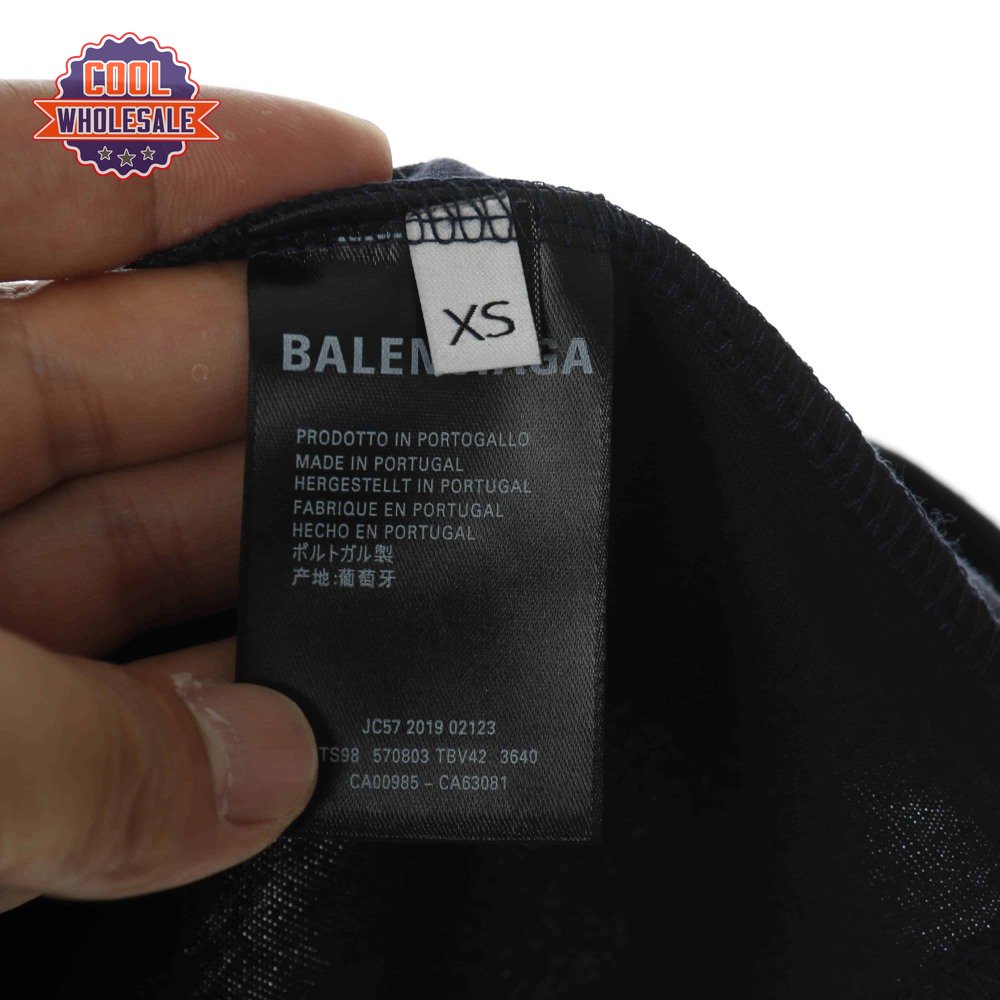 COOL
WHOLESALE
XS
BALEN AGA
PRODOTTO IN PORTOGALLO
MADE IN PORTUGAL
HERGESTELLT IN PORTUGAL
FABRIQUE EN PORTUGAL
HECHO EN PORTUGAL
ポルトガル製
产地:葡萄牙
JC57 2019 02123
TS98 570803 TBV42 3640
CA00985 – CA63081